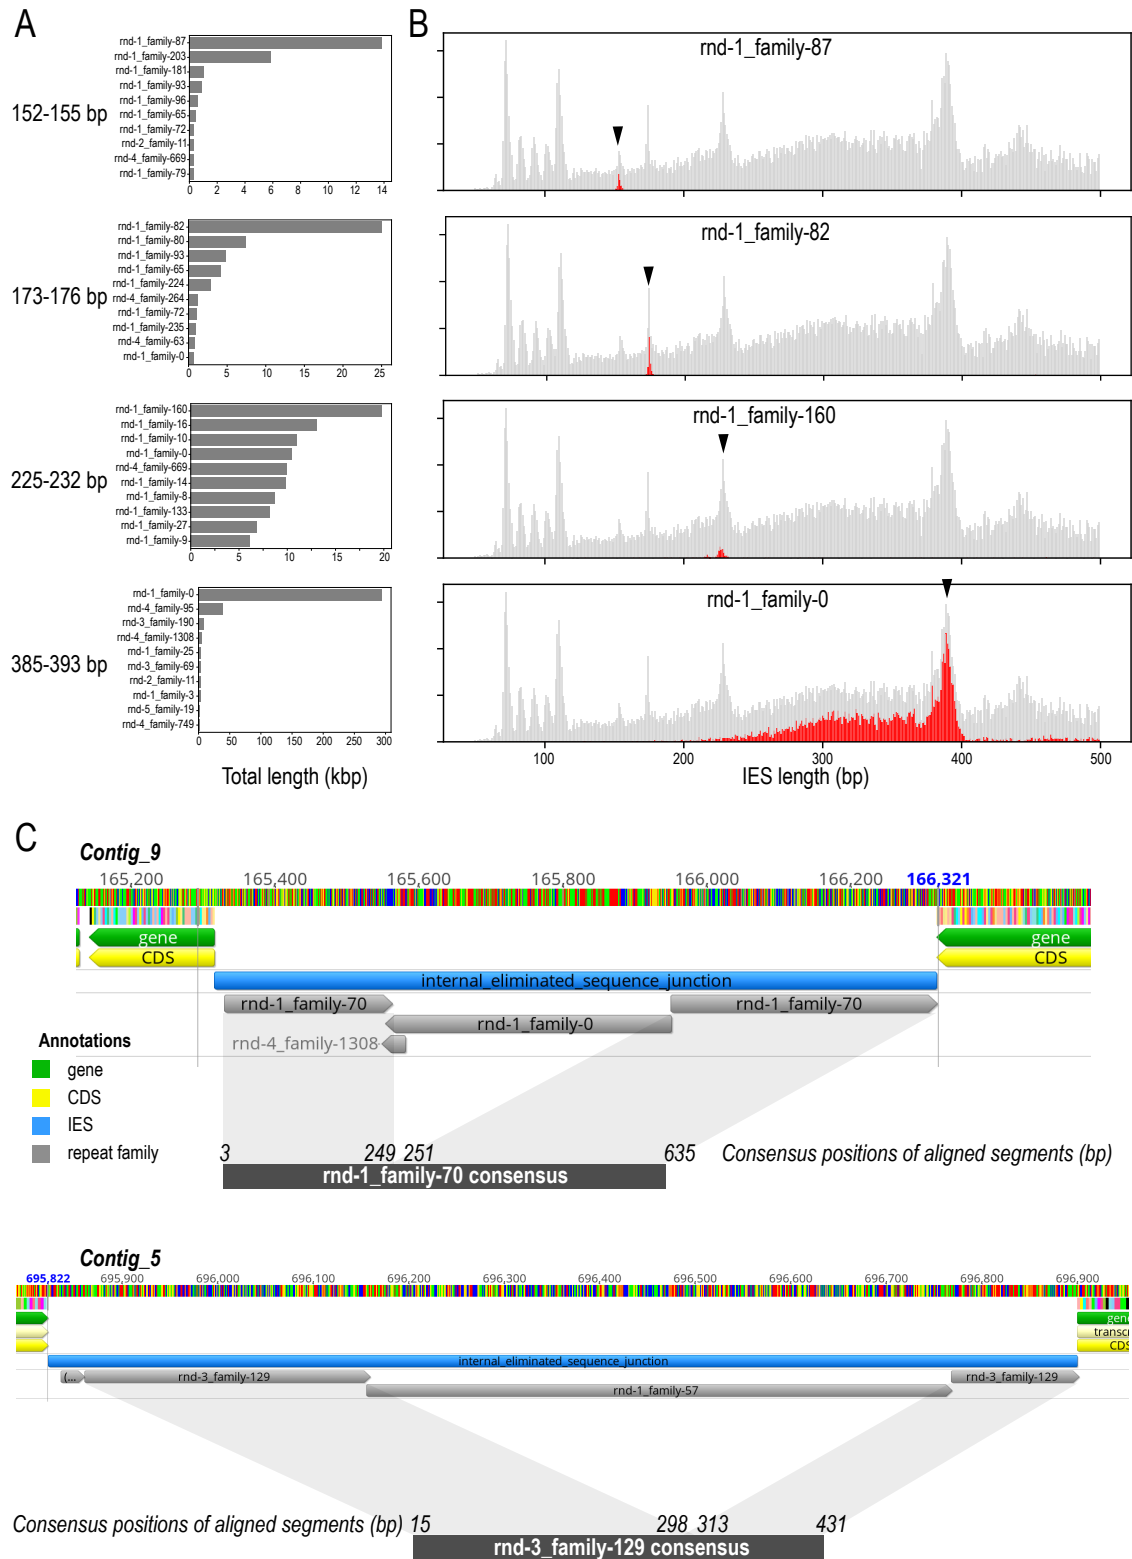 A
152-155 bp
rnd-1_family-87
rnd-1_family-203
rnd-1_family-181
rnd-1_family-93
rnd-1_family-96
rnd-1_family-65
rnd-1_family-72
rnd-2_family-11
rnd-4_family-669
rnd-1_family-79
0 2 4 6 8 10 12 14
173-176 bp
rnd-1_family-82
rnd-1_family-80
rnd-1_family-93
rnd-1_family-65
rnd-1_family-224
rnd-4_family-264
rnd-1_family-72
rnd-1_family-235
rnd-4_family-63
rnd-1_family-0
0 5 10 15 20 25
225-232 bp
rnd-1_family-160
rnd-1_family-16
rnd-1_family-10
rnd-1_family-0
rnd-4_family-669
rnd-1_family-14
rnd-1_family-8
rnd-1_family-133
rnd-1_family-27
rnd-1_family-9
0 5 10 15 20
385-393 bp
rnd-1_family-0
rnd-4_family-95
rnd-3_family-190
rnd-4_family-1308
rnd-1_family-25
rnd-3_family-69
rnd-2_family-11
rnd-1_family-3
rnd-5_family-19
rnd-4_family-749
0 50 100 150 200 250 300
Total length (kbp)
B
rnd-1_family-87
rnd-1_family-82
rnd-1_family-160
rnd-1_family-0
100 200 300 400 500
IES length (bp)
C
Contig_9
165,200 165,400 165,600 165,800 166,000 166,200 166,321
gene gene
CDS CDS
internal_eliminated_sequence_junction
rnd-1_family-70 rnd-1_family-70
rnd-1_family-0
rnd-4_family-1308
Annotations
gene
CDS
IES
repeat family
3 249 251 635 Consensus positions of aligned segments (bp)
rnd-1_family-70 consensus
Contig_5
695,822 695,900 696,000 696,100 696,200 696,300 696,400 696,500 696,600 696,700 696,800 696,900
gene
transcr
CDS
internal_eliminated_sequence_junction
(... rnd-3_family-129 rnd-3_family-129
rnd-1_family-57
Consensus positions of aligned segments (bp) 15 298 313 431
rnd-3_family-129 consensus